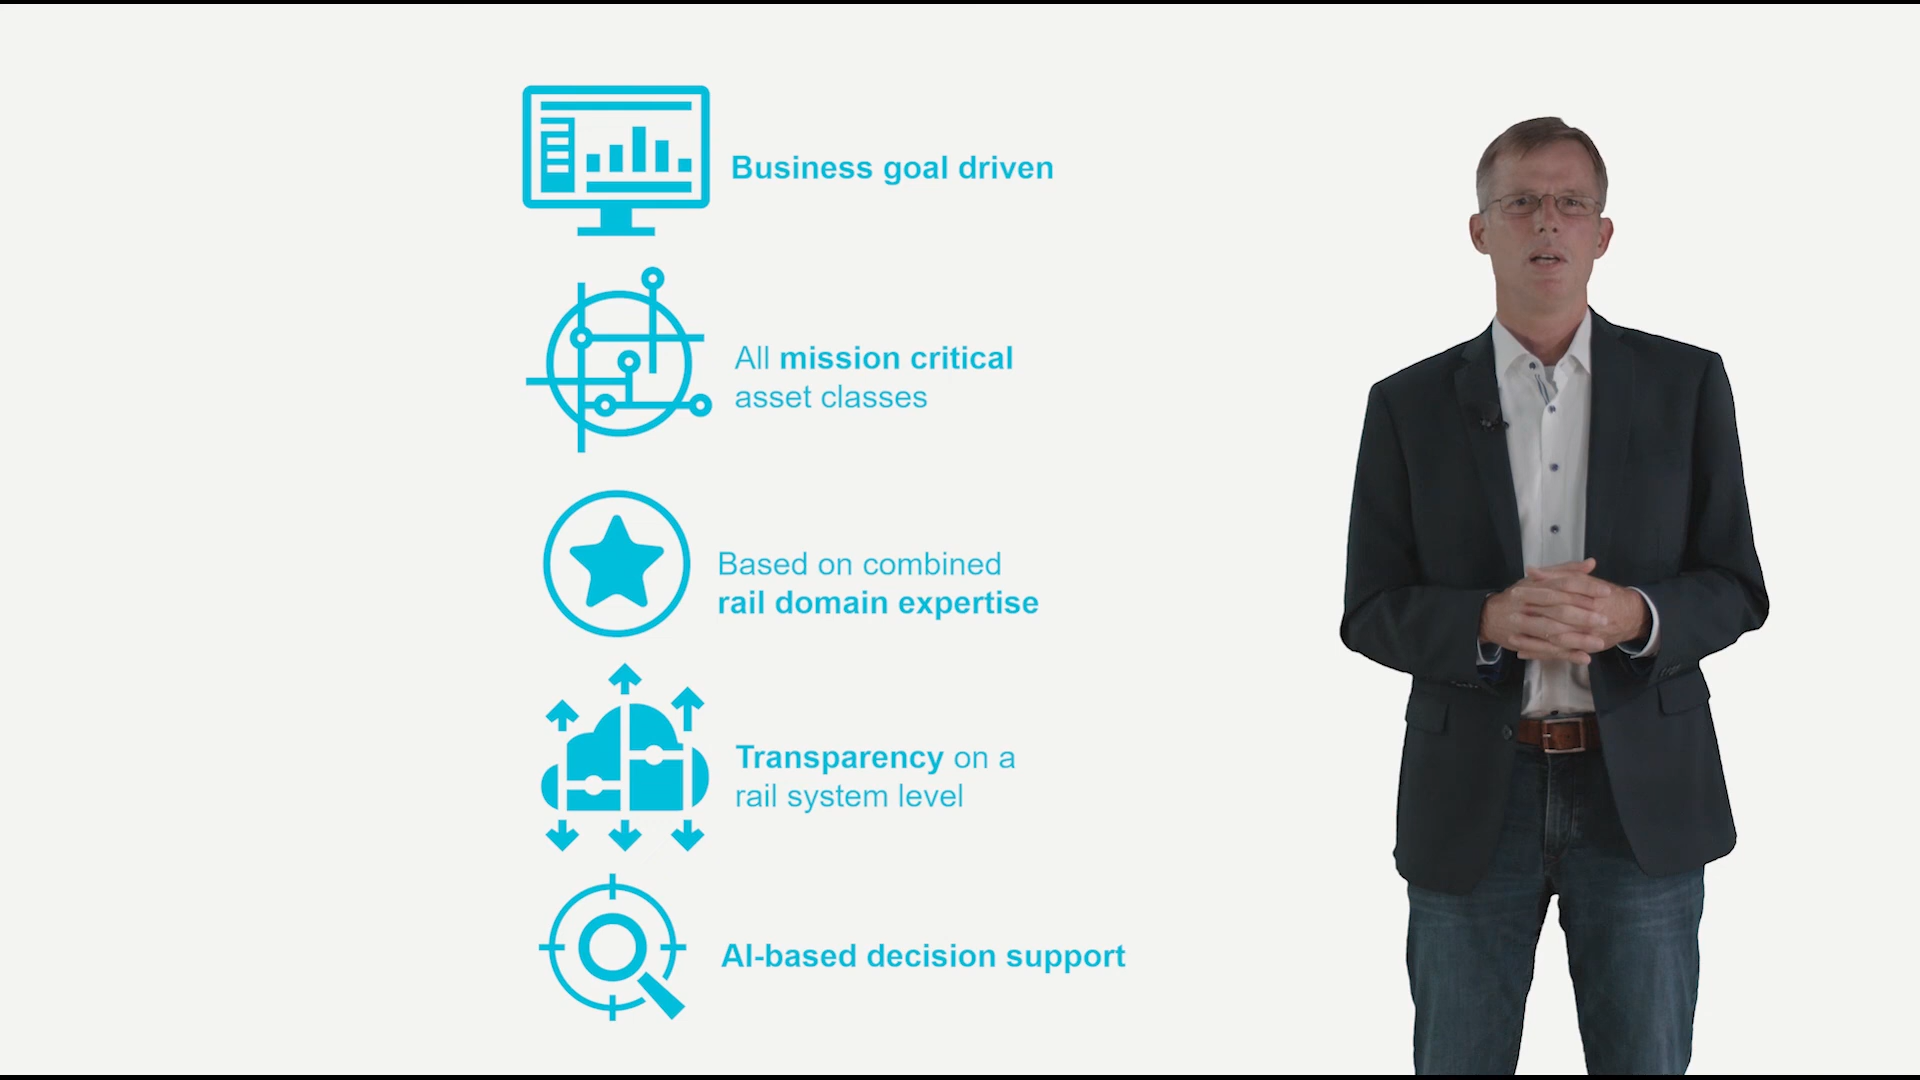 Business goal driven
All mission critical
asset classes
Based on combined
rail domain expertise
Transparency on a
rail system level
AI-based decision support